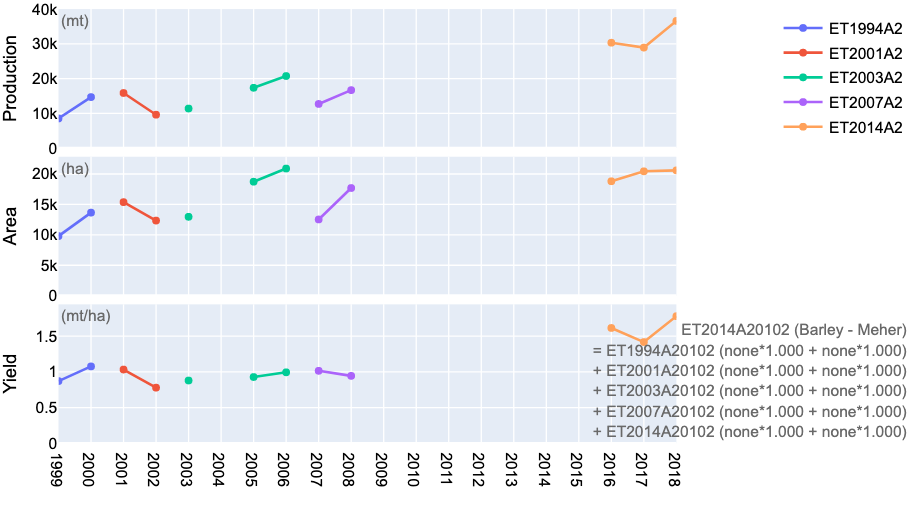 Production
(mt)
40k
30k
20k
10k
0
ET1994A2
ET2001A2
ET2003A2
ET2007A2
ET2014A2
Area
(ha)
20k
15k
10k
5k
0
Yield
(mt/ha)
1.5
1
0.5
0
ET2014A20102 (Barley - Meher)
= ET1994A20102 (none*1.000 + none*1.000)
+ ET2001A20102 (none*1.000 + none*1.000)
+ ET2003A20102 (none*1.000 + none*1.000)
+ ET2007A20102 (none*1.000 + none*1.000)
+ ET2014A20102 (none*1.000 + none*1.000)
1999
2000
2001
2002
2003
2004
2005
2006
2007
2008
2009
2010
2011
2012
2013
2014
2015
2016
2017
2018